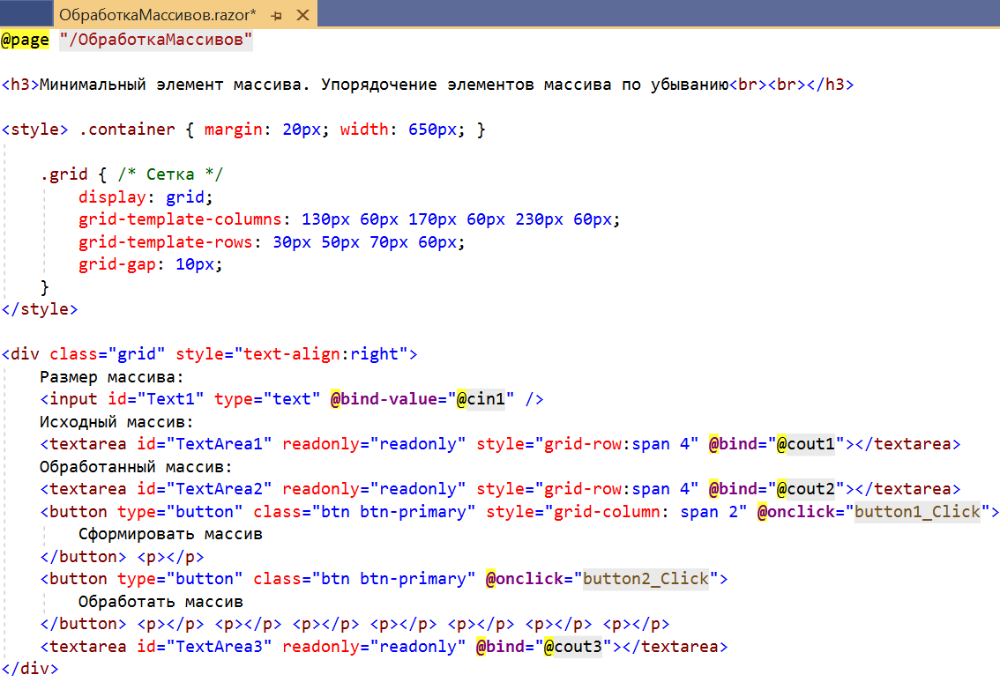 ОбработкаМассивов.razor*
@page "/ОбработкаМассивов"
<h3>Минимальный элемент массива. Упорядочение элементов массива по убыванию<br><br></h3>
<style> .container { margin: 20px; width: 650px; }
.grid { /* Сетка */
display: grid;
grid-template-columns: 130px 60px 170px 60px 230px 60px;
grid-template-rows: 30px 50px 70px 60px;
grid-gap: 10px;
}
</style>
<div class="grid" style="text-align:right">
Размер массива:
<input id="Text1" type="text" @bind-value="@cin1" />
Исходный массив:
<textarea id="TextArea1" readonly="readonly" style="grid-row:span 4" @bind="@cout1"></textarea>
Обработанный массив:
<textarea id="TextArea2" readonly="readonly" style="grid-row:span 4" @bind="@cout2"></textarea>
<button type="button" class="btn btn-primary" style="grid-column: span 2" @onclick="button1_Click">
Сформировать массив
</button> <p></p>
<button type="button" class="btn btn-primary" @onclick="button2_Click">
Обработать массив
</button> <p></p> <p></p> <p></p> <p></p> <p></p> <p></p> <p></p>
<textarea id="TextArea3" readonly="readonly" @bind="@cout3"></textarea>
</div>